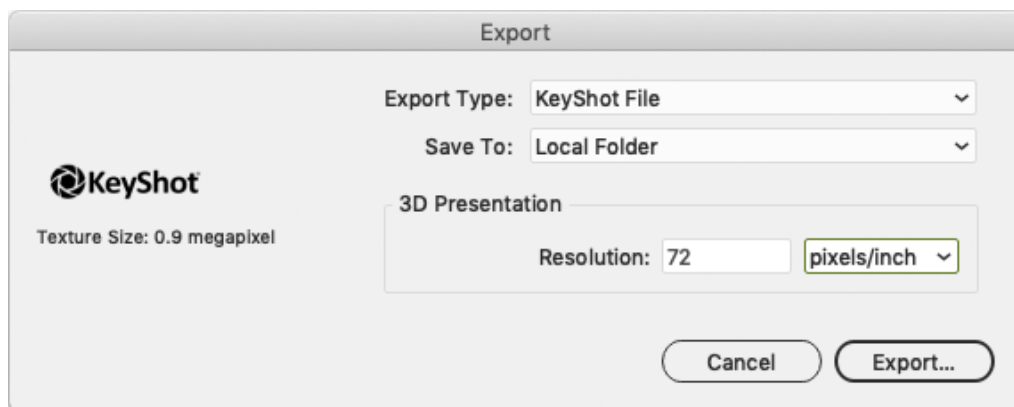 Export
Export Type: KeyShot File
Save To: Local Folder
KeyShot
Texture Size: 0.9 megapixel
3D Presentation
Resolution: 72 pixels/inch
Cancel Export...